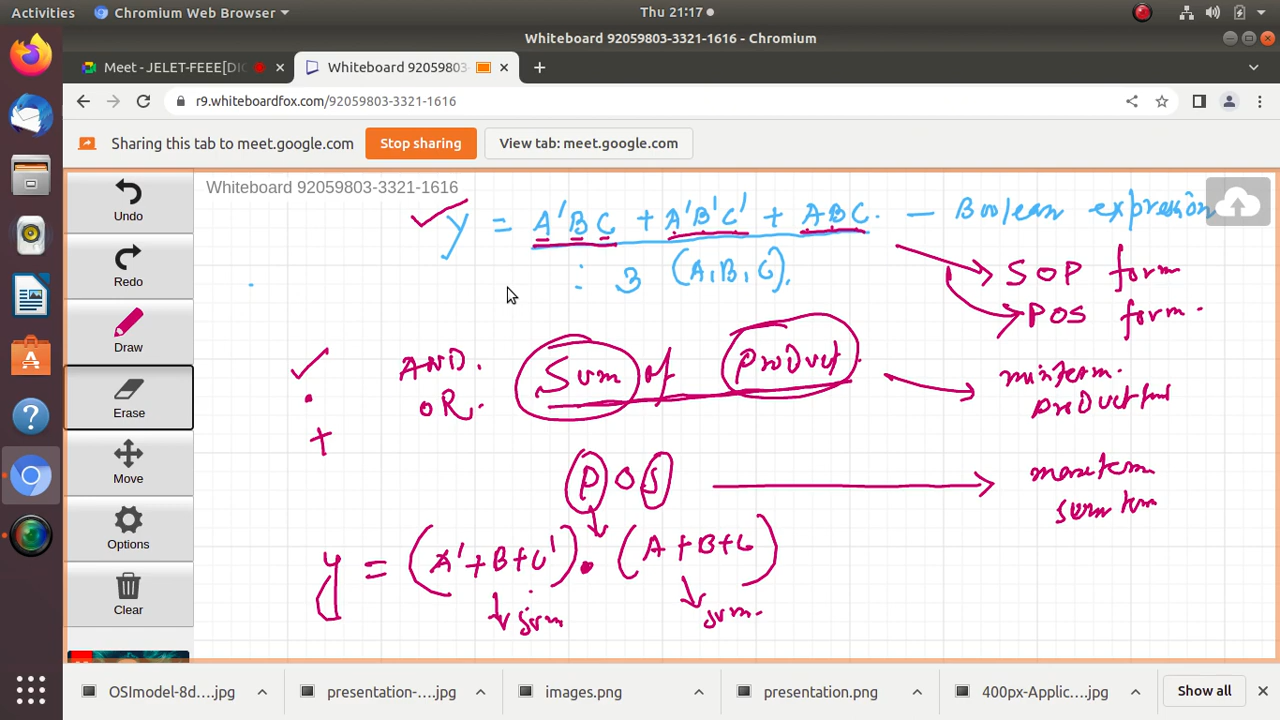 Activities
Chromium Web Browser
Thu 21:17
Whiteboard 92059803-3321-1616 - Chromium
Meet - JELET-FEEE[DIC
Whiteboard 92059803-
r9.whiteboardfox.com/92059803-3321-1616
Sharing this tab to meet.google.com
Stop sharing
View tab: meet.google.com
Whiteboard 92059803-3321-1616
Undo
Redo
Draw
Erase
Move
Options
Clear
y = A'BC + A'B'C' + ABC. — Boolean expression
: 3 (A,B,C).
SOP form
POS form.
AND.
OR.
Sum of product
minterm.
product
.
+
POS
sum
y = (A'+B+C') . (A+B+C)
sum
sum.
OSImodel-8d....jpg
presentation-....jpg
images.png
presentation.png
400px-Applic....jpg
Show all